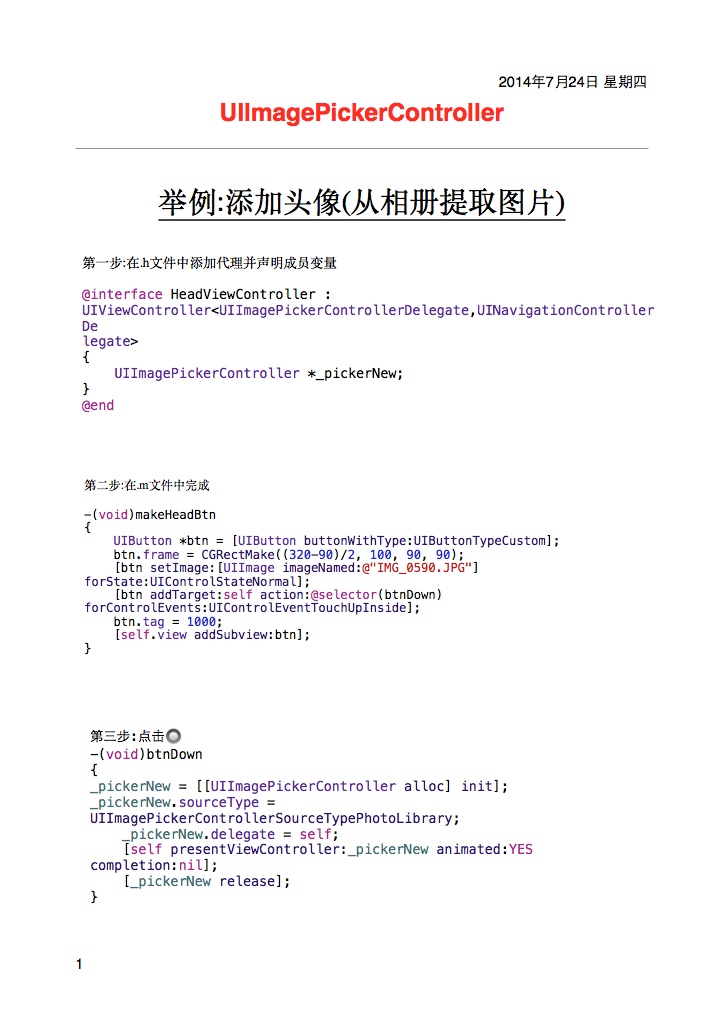 2014年7月24日 星期四
UIImagePickerController
举例:添加头像(从相册提取图片)
第一步:在.h文件中添加代理并声明成员变量
@interface HeadViewController :
UIViewController<UIImagePickerControllerDelegate,UINavigationController
De
legate>
{
    UIImagePickerController *_pickerNew;
}
@end
第二步:在.m文件中完成
-(void)makeHeadBtn
{
    UIButton *btn = [UIButton buttonWithType:UIButtonTypeCustom];
    btn.frame = CGRectMake((320-90)/2, 100, 90, 90);
    [btn setImage:[UIImage imageNamed:@"IMG_0590.JPG"]
forState:UIControlStateNormal];
    [btn addTarget:self action:@selector(btnDown)
forControlEvents:UIControlEventTouchUpInside];
    btn.tag = 1000;
    [self.view addSubview:btn];
}
第三步:点击
-(void)btnDown
{
_pickerNew = [[UIImagePickerController alloc] init];
_pickerNew.sourceType =
UIImagePickerControllerSourceTypePhotoLibrary;
    _pickerNew.delegate = self;
    [self presentViewController:_pickerNew animated:YES
completion:nil];
    [_pickerNew release];
}
1